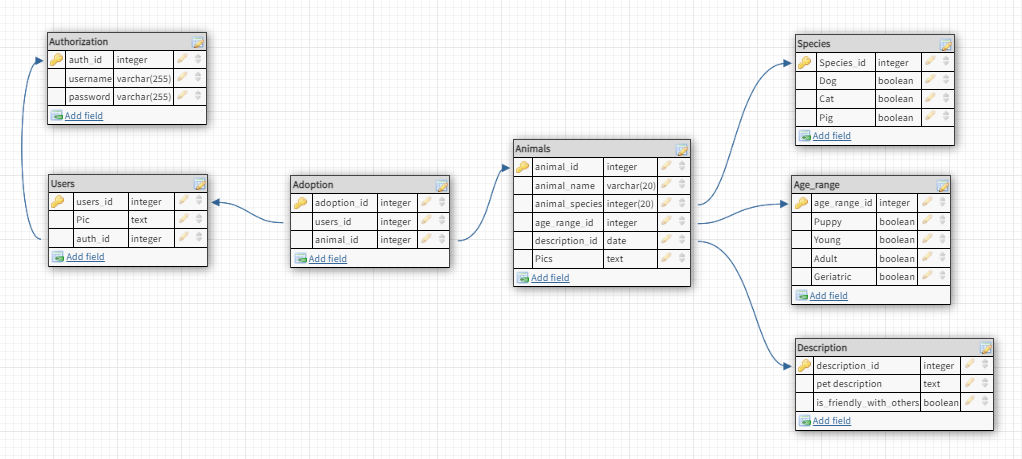 Authorization
auth_id integer
username varchar(255)
password varchar(255)
Add field
Users
users_id integer
Pic text
auth_id integer
Add field
Adoption
adoption_id integer
users_id integer
animal_id integer
Add field
Animals
animal_id integer
animal_name varchar(20)
animal_species integer(20)
age_range_id integer
description_id date
Pics text
Add field
Species
Species_id integer
Dog boolean
Cat boolean
Pig boolean
Add field
Age_range
age_range_id integer
Puppy boolean
Young boolean
Adult boolean
Geriatric boolean
Add field
Description
description_id integer
pet description text
is_friendly_with_others boolean
Add field